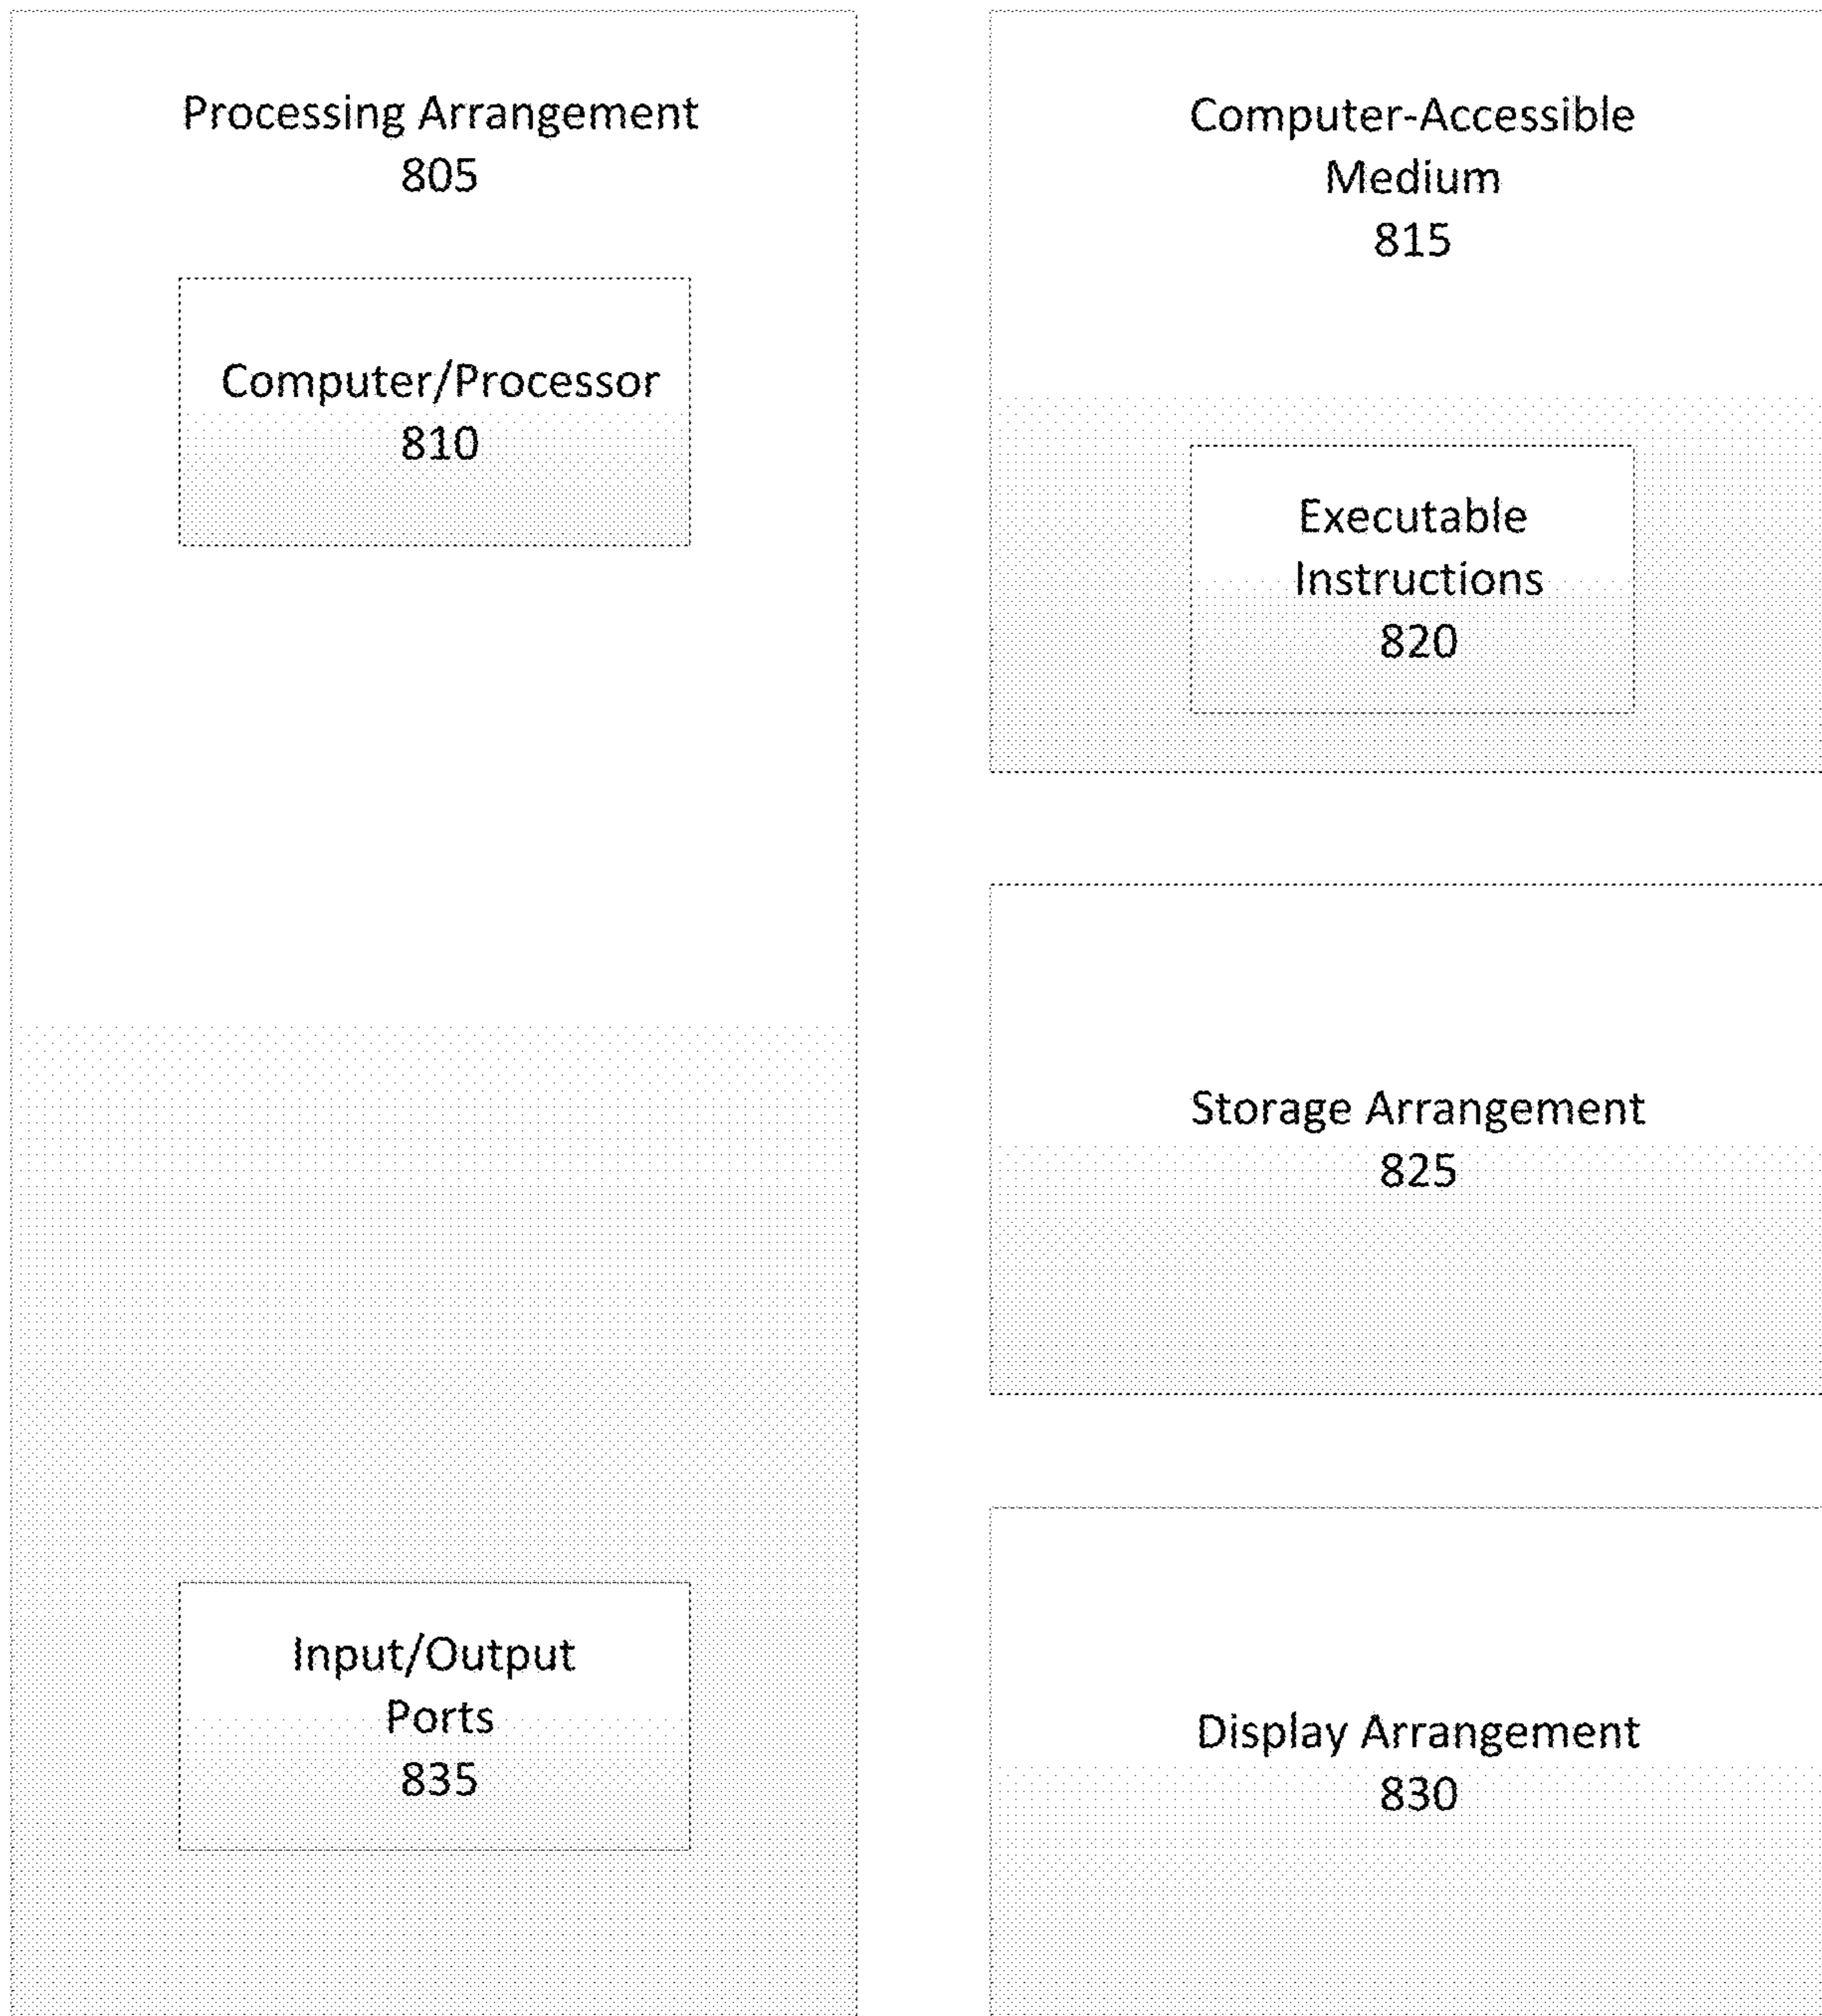 Processing Arrangement
805
Computer/Processor
810
Input/Output
Ports
835
Computer-Accessible
Medium
815
Executable
Instructions
820
Storage Arrangement
825
Display Arrangement
830